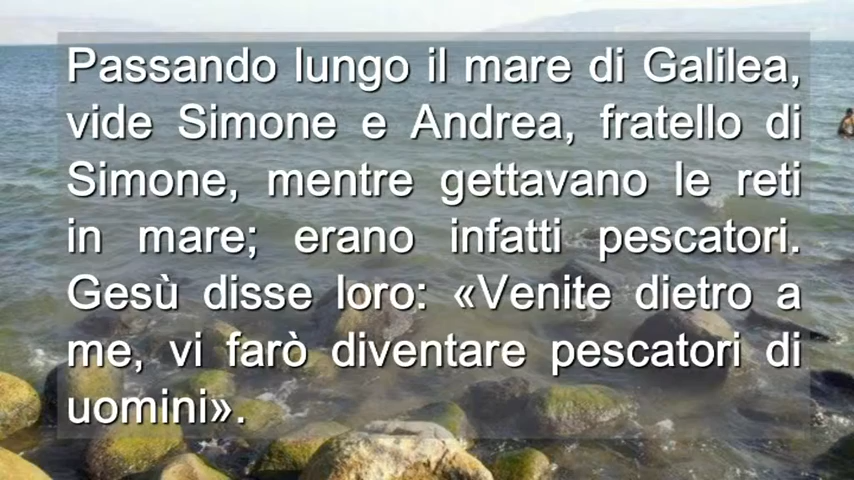 Passando lungo il mare di Galilea,
vide Simone e Andrea, fratello di
Simone, mentre gettavano le reti
in mare; erano infatti pescatori.
Gesù disse loro: «Venite dietro a
me, vi farò diventare pescatori di
uomini».